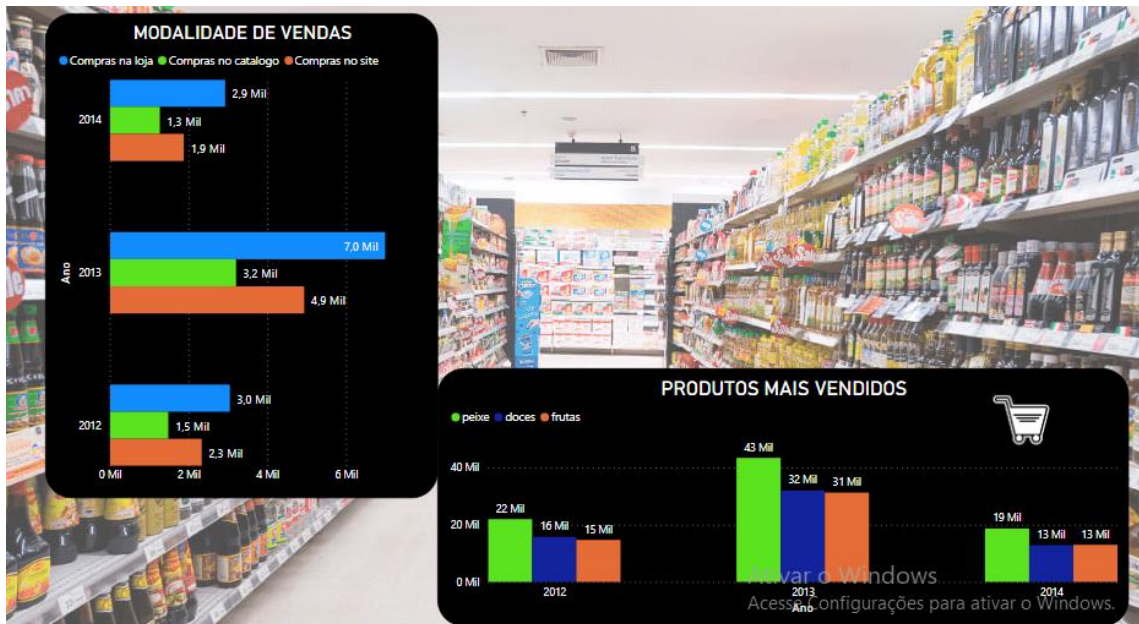 MODALIDADE DE VENDAS
Compras na loja Compras no catalogo Compras no site
2,9 Mil
2014
1,3 Mil
1,9 Mil
7,0 Mil
Ano
2013
3,2 Mil
4,9 Mil
3,0 Mil
2012
1,5 Mil
2,3 Mil
0 Mil 2 Mil 4 Mil 6 Mil
PRODUTOS MAIS VENDIDOS
peixe doces frutas
40 Mil
20 Mil
0 Mil
22 Mil 16 Mil 15 Mil
43 Mil 32 Mil 31 Mil
19 Mil 13 Mil 13 Mil
2012 2013 2014
Ano
Ativar o Windows
Acesse Configurações para ativar o Windows.